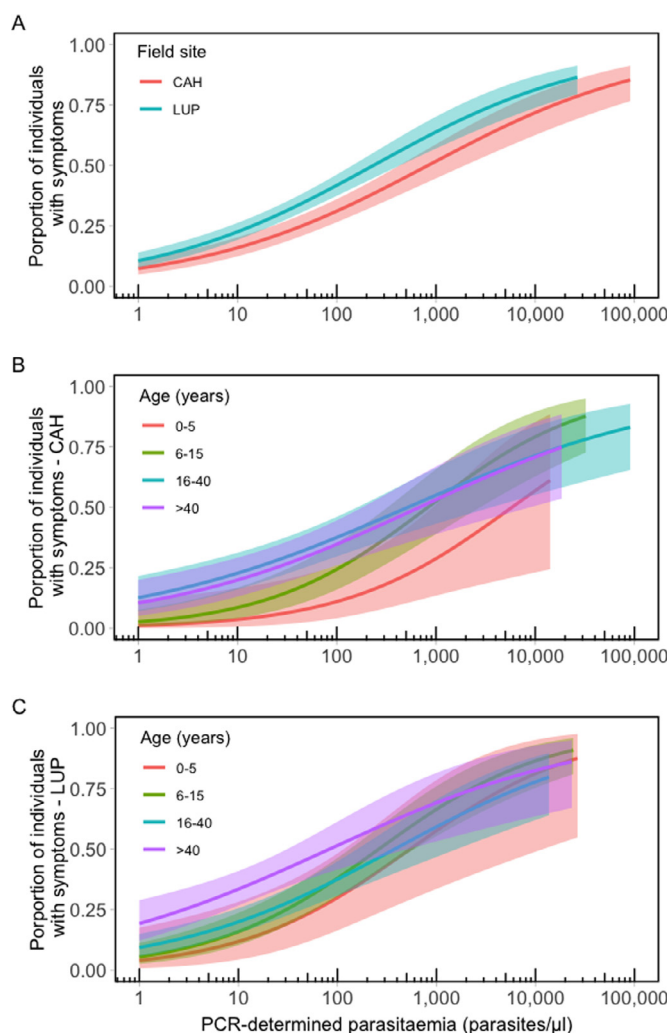 A
Porportion of individuals
with symptoms
1.00
0.75
0.50
0.25
0.00
Field site
CAH
LUP
1 10 100 1,000 10,000 100,000
B
Porportion of individuals
with symptoms - CAH
1.00
0.75
0.50
0.25
0.00
Age (years)
0-5
6-15
16-40
>40
1 10 100 1,000 10,000 100,000
C
Porportion of individuals
with symptoms - LUP
1.00
0.75
0.50
0.25
0.00
Age (years)
0-5
6-15
16-40
>40
1 10 100 1,000 10,000 100,000
PCR-determined parasitaemia (parasites/µl)